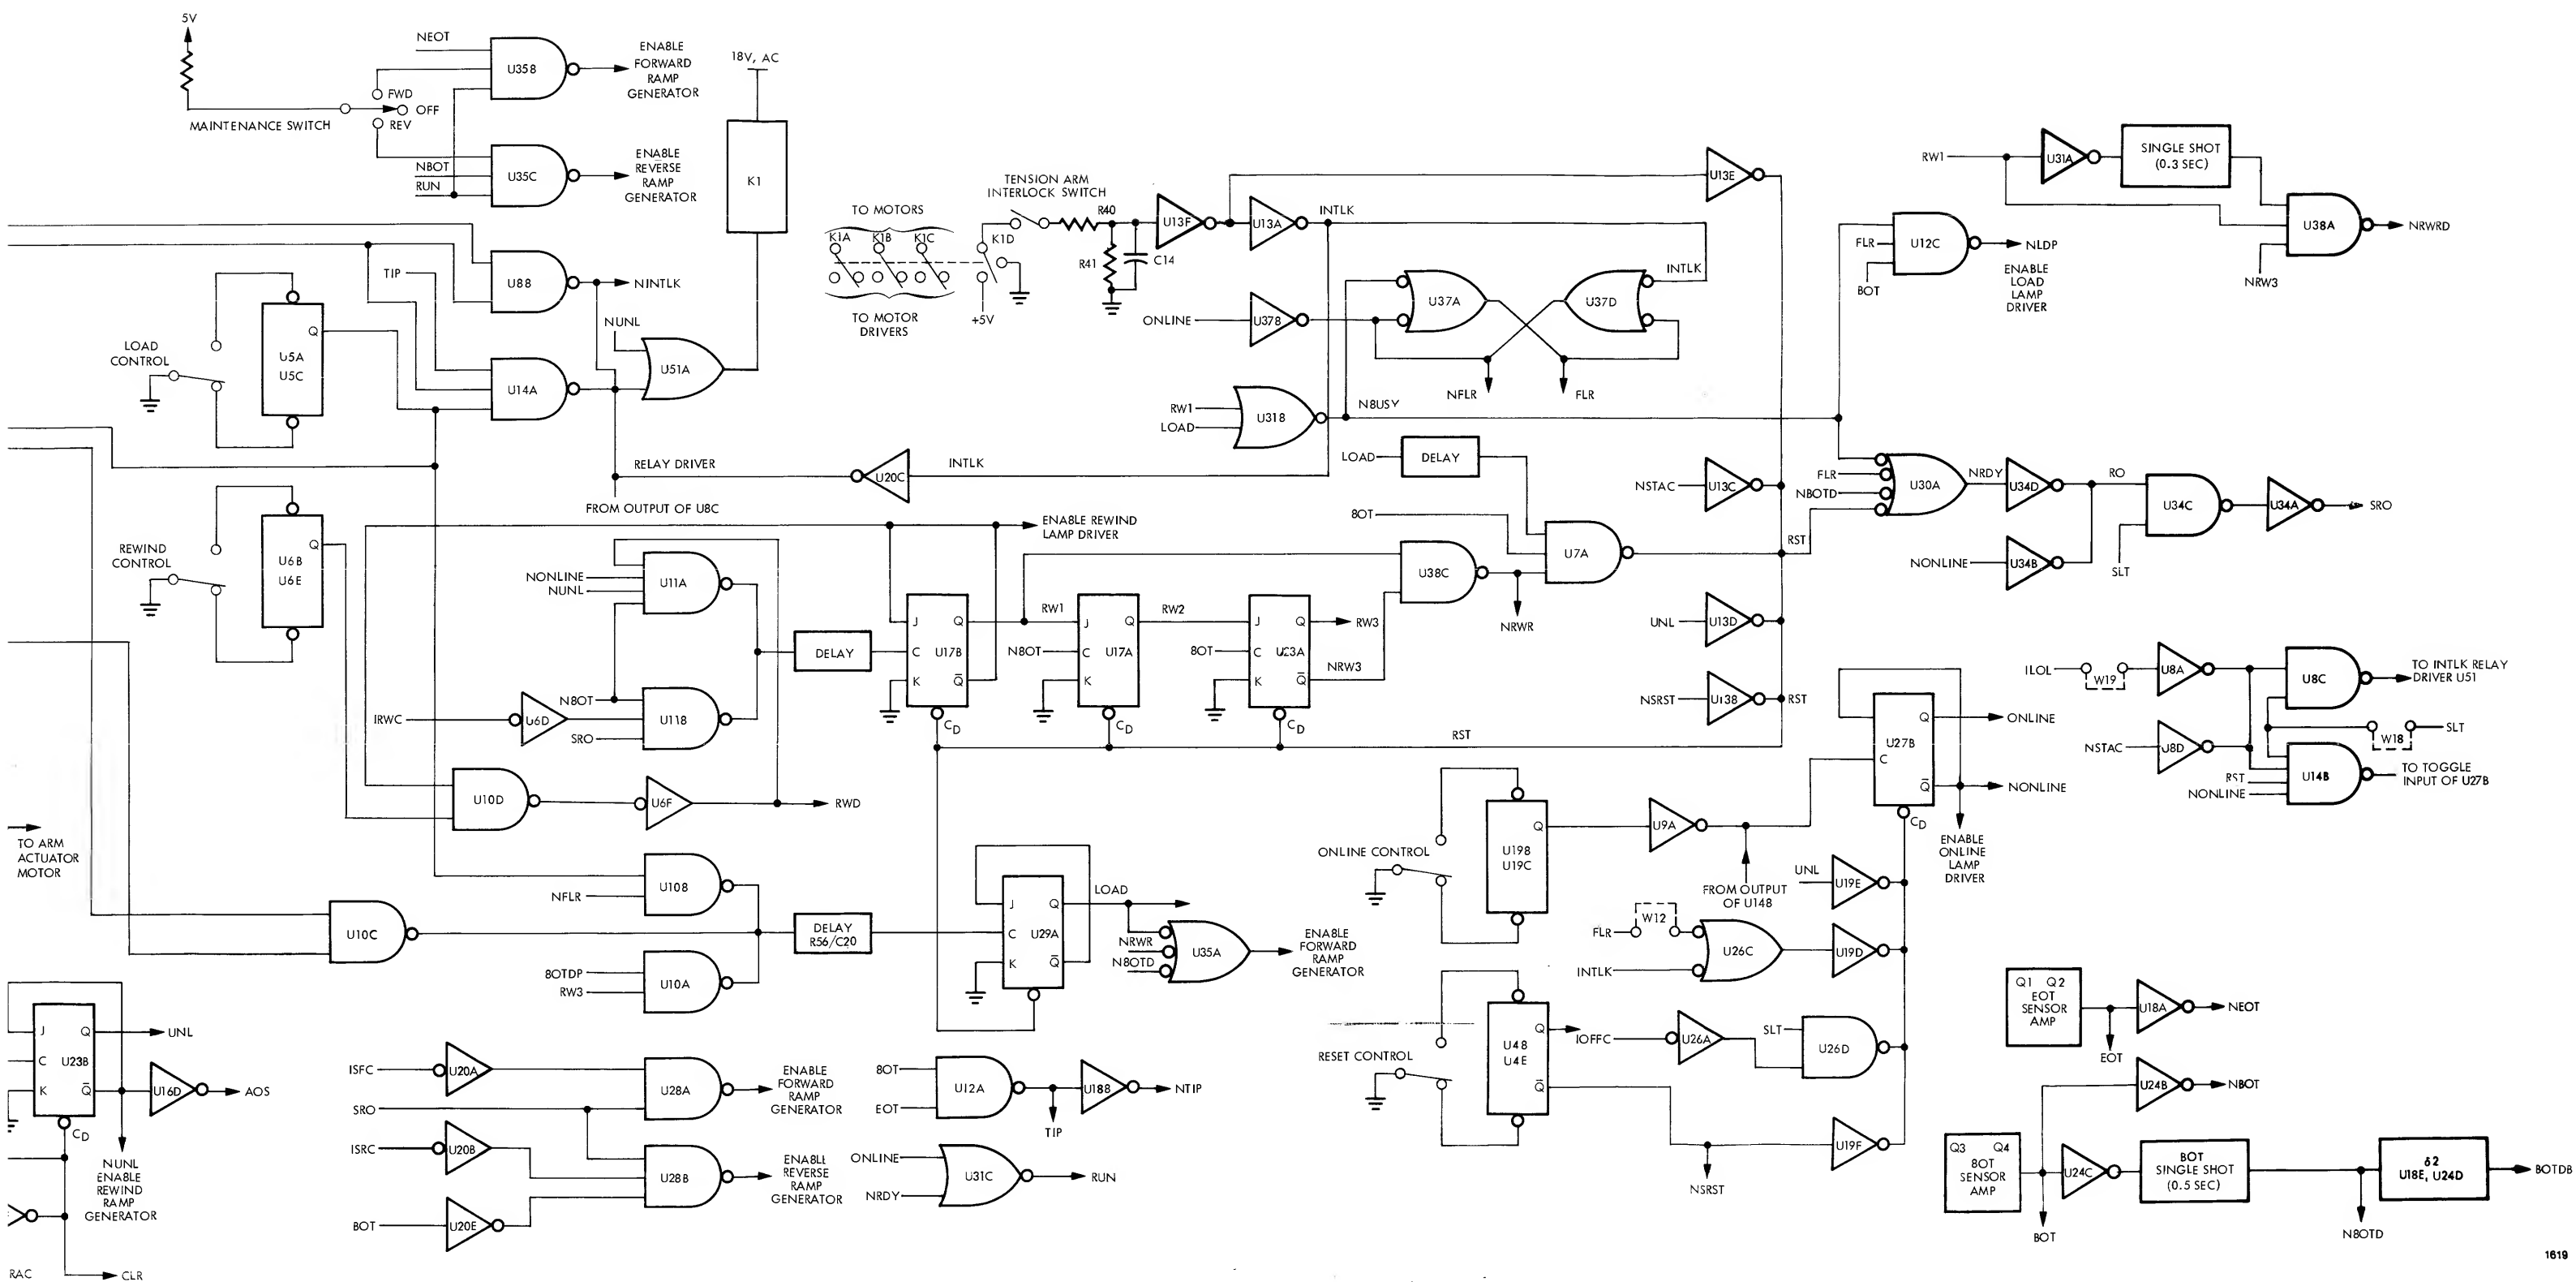 5V
NEOT
U35B
ENABLE
FORWARD
RAMP
GENERATOR
FWD
OFF
REV
MAINTENANCE SWITCH
NBOT
RUN
U35C
ENABLE
REVERSE
RAMP
GENERATOR
18V, AC
K1
TIP
U8B
NINTLK
NUNL
U51A
LOAD
CONTROL
U5A
U5C
Q
U14A
RELAY DRIVER
FROM OUTPUT OF U8C
U20C
INTLK
TO MOTORS
K1A
K1B
K1C
K1D
TO MOTOR
DRIVERS
+5V
TENSION ARM
INTERLOCK SWITCH
R40
R41
C14
U13F
U13A
INTLK
U13E
ONLINE
U37B
U37A
U37D
INTLK
NFLR
FLR
RW1
LOAD
U31B
NBUSY
LOAD
DELAY
BOT
U7A
NSTAC
U13C
RST
UNL
U13D
NSRST
U13B
RST
RW1
U31A
SINGLE SHOT
(0.3 SEC)
U38A
NRWRD
NRW3
FLR
BOT
U12C
NLDP
ENABLE
LOAD
LAMP
DRIVER
FLR
NBOTD
U30A
NRDY
U34D
RO
U34C
U34A
SRO
NONLINE
U34B
SLT
REWIND
CONTROL
U6B
U6E
Q
ENABLE REWIND
LAMP DRIVER
NONLINE
NUNL
U11A
NBOT
IRWC
U6D
SRO
U11B
DELAY
J
C
K
U17B
Q
Q̅
CD
RW1
NBOT
J
C
K
U17A
Q
CD
RW2
BOT
J
C
K
U23A
Q
Q̅
CD
RW3
NRW3
U38C
NRWR
RST
U10D
U6F
RWD
TO ARM
ACTUATOR
MOTOR
U10C
NFLR
U10B
BOTDP
RW3
U10A
DELAY
R56/C20
J
C
K
U29A
Q
Q̅
LOAD
NRWR
NBOTD
U35A
ENABLE
FORWARD
RAMP
GENERATOR
ONLINE CONTROL
U19B
U19C
Q
U9A
FROM OUTPUT
OF U14B
U27B
C
Q
Q̅
CD
ONLINE
NONLINE
ENABLE
ONLINE
LAMP
DRIVER
ILOL
W19
U8A
U8C
TO INTLK RELAY
DRIVER U51
W18
SLT
NSTAC
U8D
RST
NONLINE
U14B
TO TOGGLE
INPUT OF U27B
UNL
U19E
FLR
W12
INTLK
U26C
U19D
RESET CONTROL
U4B
U4E
Q
Q̅
IOFFC
U26A
SLT
U26D
U19F
NSRST
J
C
K
U23B
Q
Q̅
CD
UNL
U16D
AOS
NUNL
ENABLE
REWIND
RAMP
GENERATOR
CLR
RAC
ISFC
U20A
SRO
U28A
ENABLE
FORWARD
RAMP
GENERATOR
ISRC
U20B
U28B
ENABLE
REVERSE
RAMP
GENERATOR
BOT
U20E
BOT
EOT
U12A
TIP
U18B
NTIP
ONLINE
NRDY
U31C
RUN
Q1 Q2
EOT
SENSOR
AMP
EOT
U18A
NEOT
U24B
NBOT
Q3 Q4
BOT
SENSOR
AMP
BOT
U24C
BOT
SINGLE SHOT
(0.5 SEC)
NBOTD
δ2
U18E, U24D
BOTDB
1619